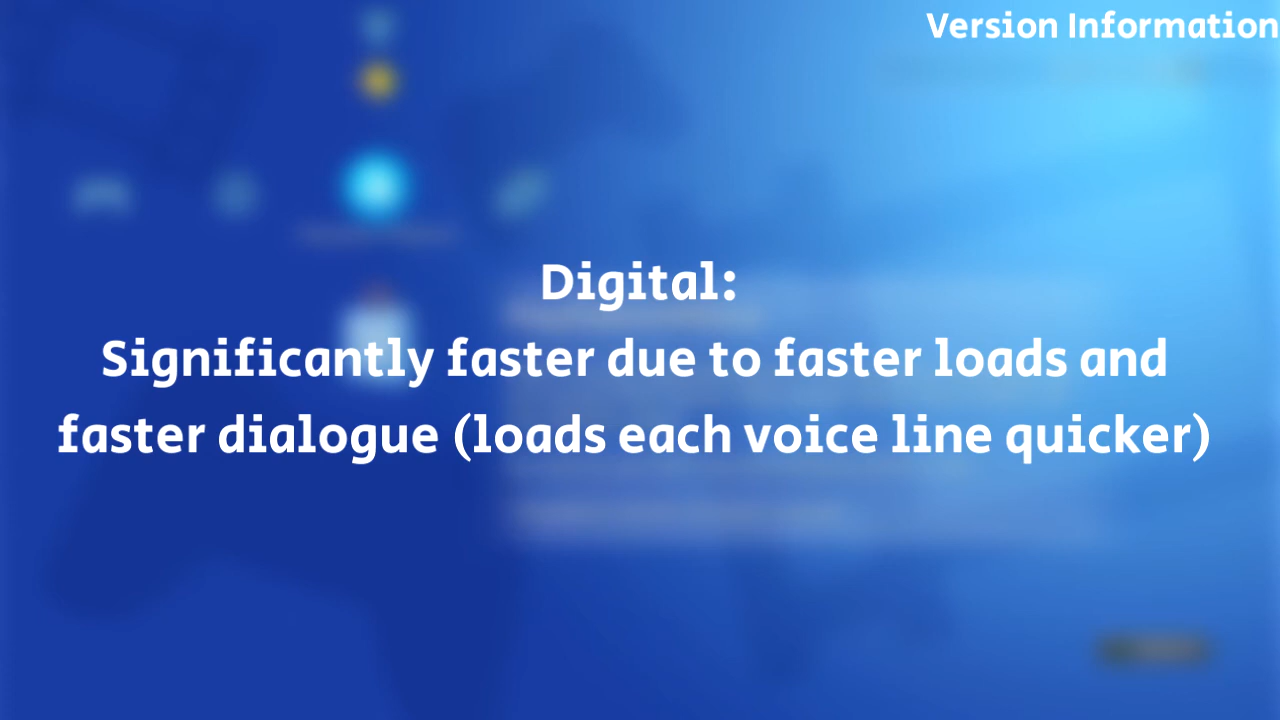 Version Information
Digital:
Significantly faster due to faster loads and
faster dialogue (loads each voice line quicker)